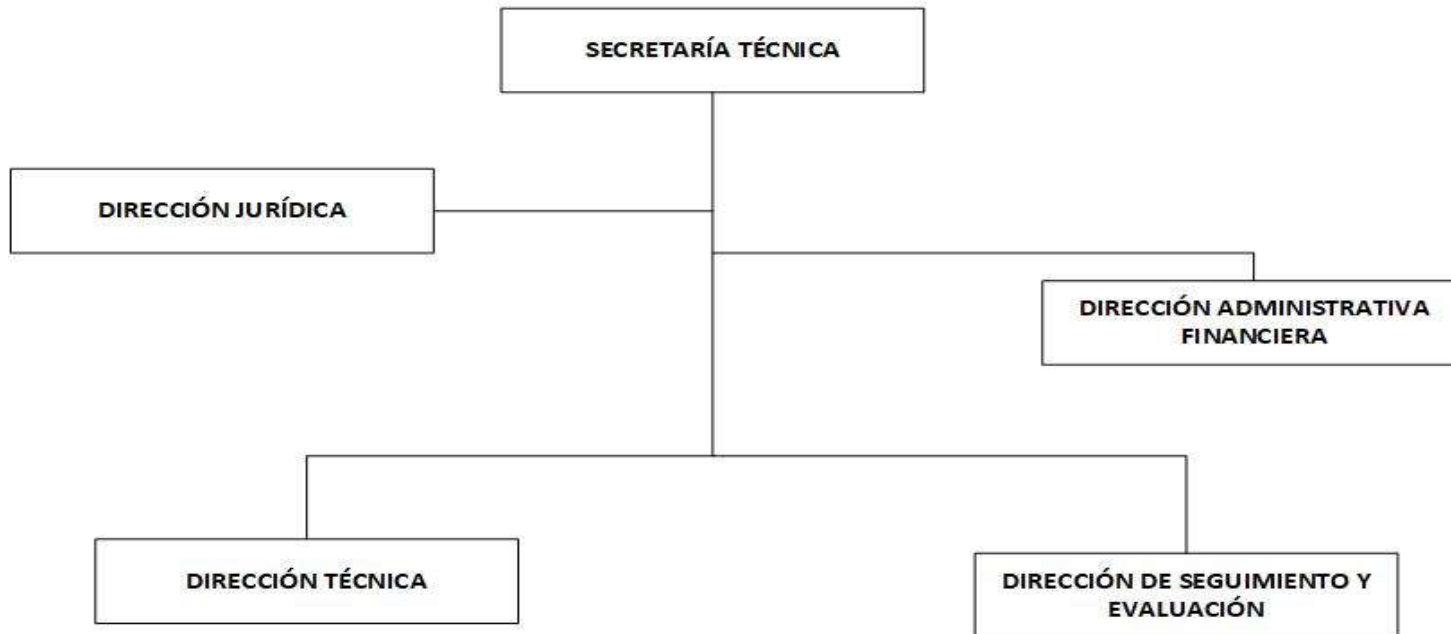 SECRETARÍA TÉCNICA
DIRECCIÓN JURÍDICA
DIRECCIÓN ADMINISTRATIVA
FINANCIERA
DIRECCIÓN TÉCNICA
DIRECCIÓN DE SEGUIMIENTO Y
EVALUACIÓN